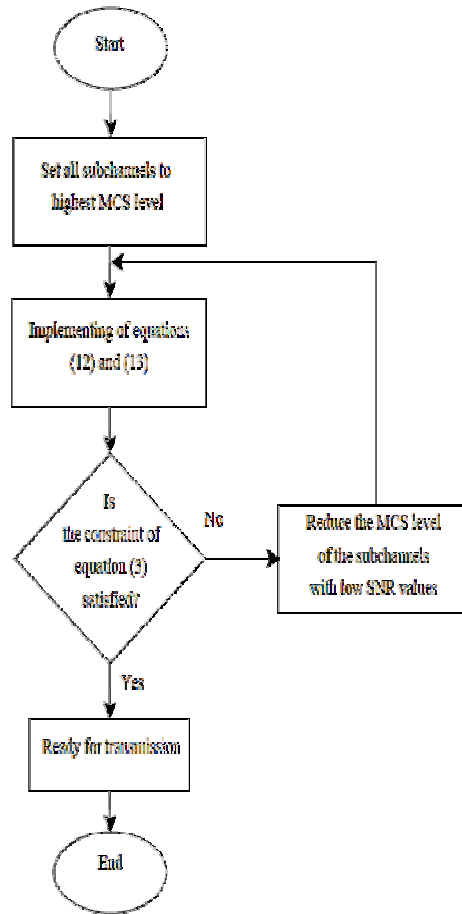 Start
Set all subchannels to
highest MCS level
Implementing of equations
(12) and (13)
Is
the constraint of
equation (3)
satisfied?
No
Reduce the MCS level
of the subchannels
with low SNR values
Yes
Ready for transmission
End